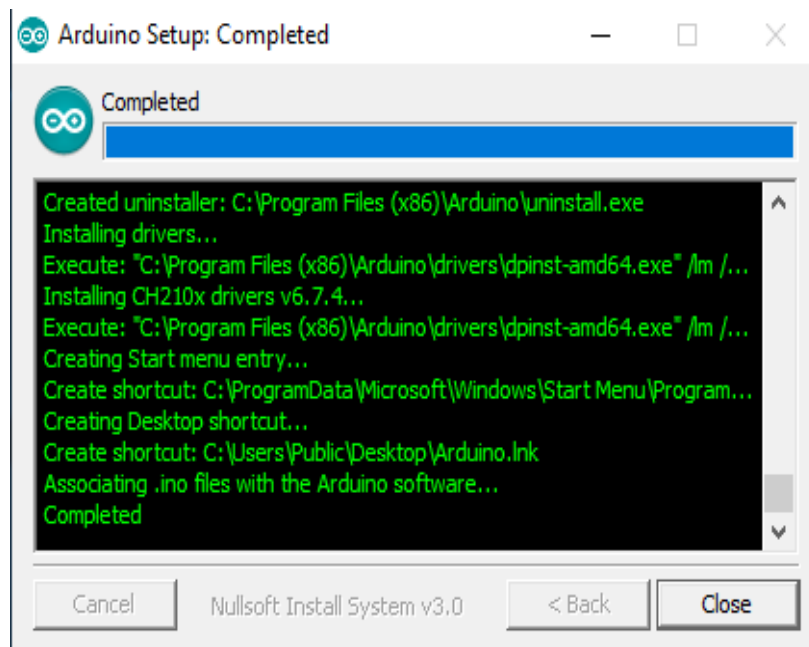 Arduino Setup: Completed
Completed
Created uninstaller: C:\Program Files (x86)\Arduino\uninstall.exe
Installing drivers...
Execute: "C:\Program Files (x86)\Arduino\drivers\dpinst-amd64.exe" /lm /...
Installing CH210x drivers v6.7.4...
Execute: "C:\Program Files (x86)\Arduino\drivers\dpinst-amd64.exe" /lm /...
Creating Start menu entry...
Create shortcut: C:\ProgramData\Microsoft\Windows\Start Menu\Program...
Creating Desktop shortcut...
Create shortcut: C:\Users\Public\Desktop\Arduino.lnk
Associating .ino files with the Arduino software...
Completed
Cancel Nullsoft Install System v3.0 < Back Close